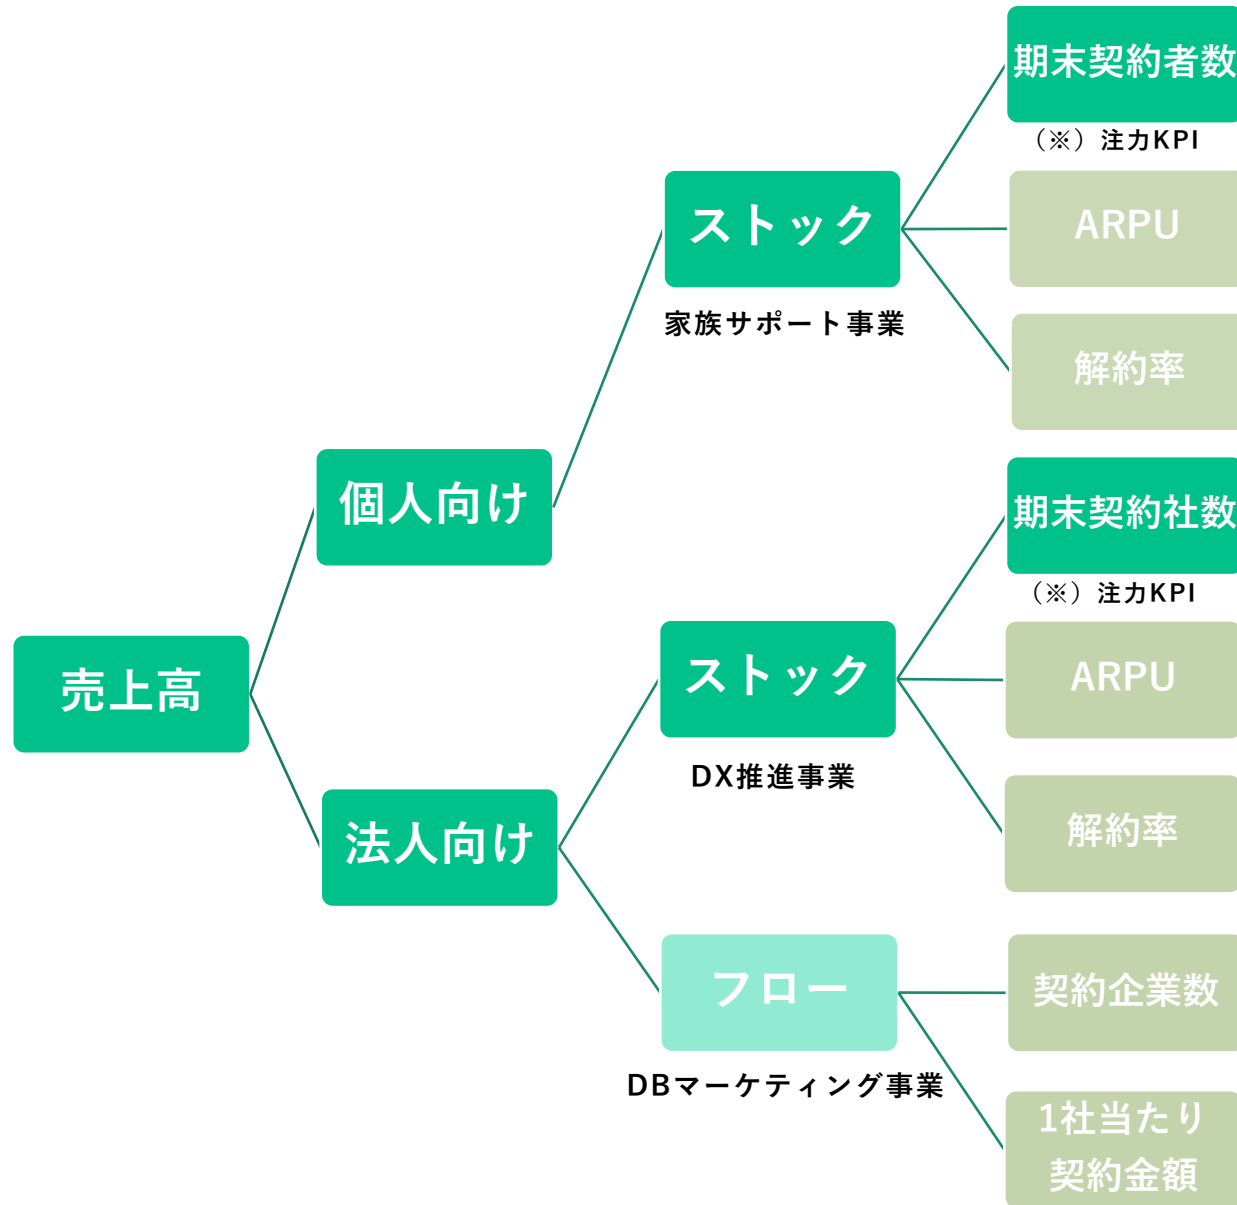 売上高
個人向け
ストック
家族サポート事業
期末契約者数
（※）注力KPI
ARPU
解約率
法人向け
ストック
DX推進事業
期末契約社数
（※）注力KPI
ARPU
解約率
フロー
DBマーケティング事業
契約企業数
1社当たり
契約金額